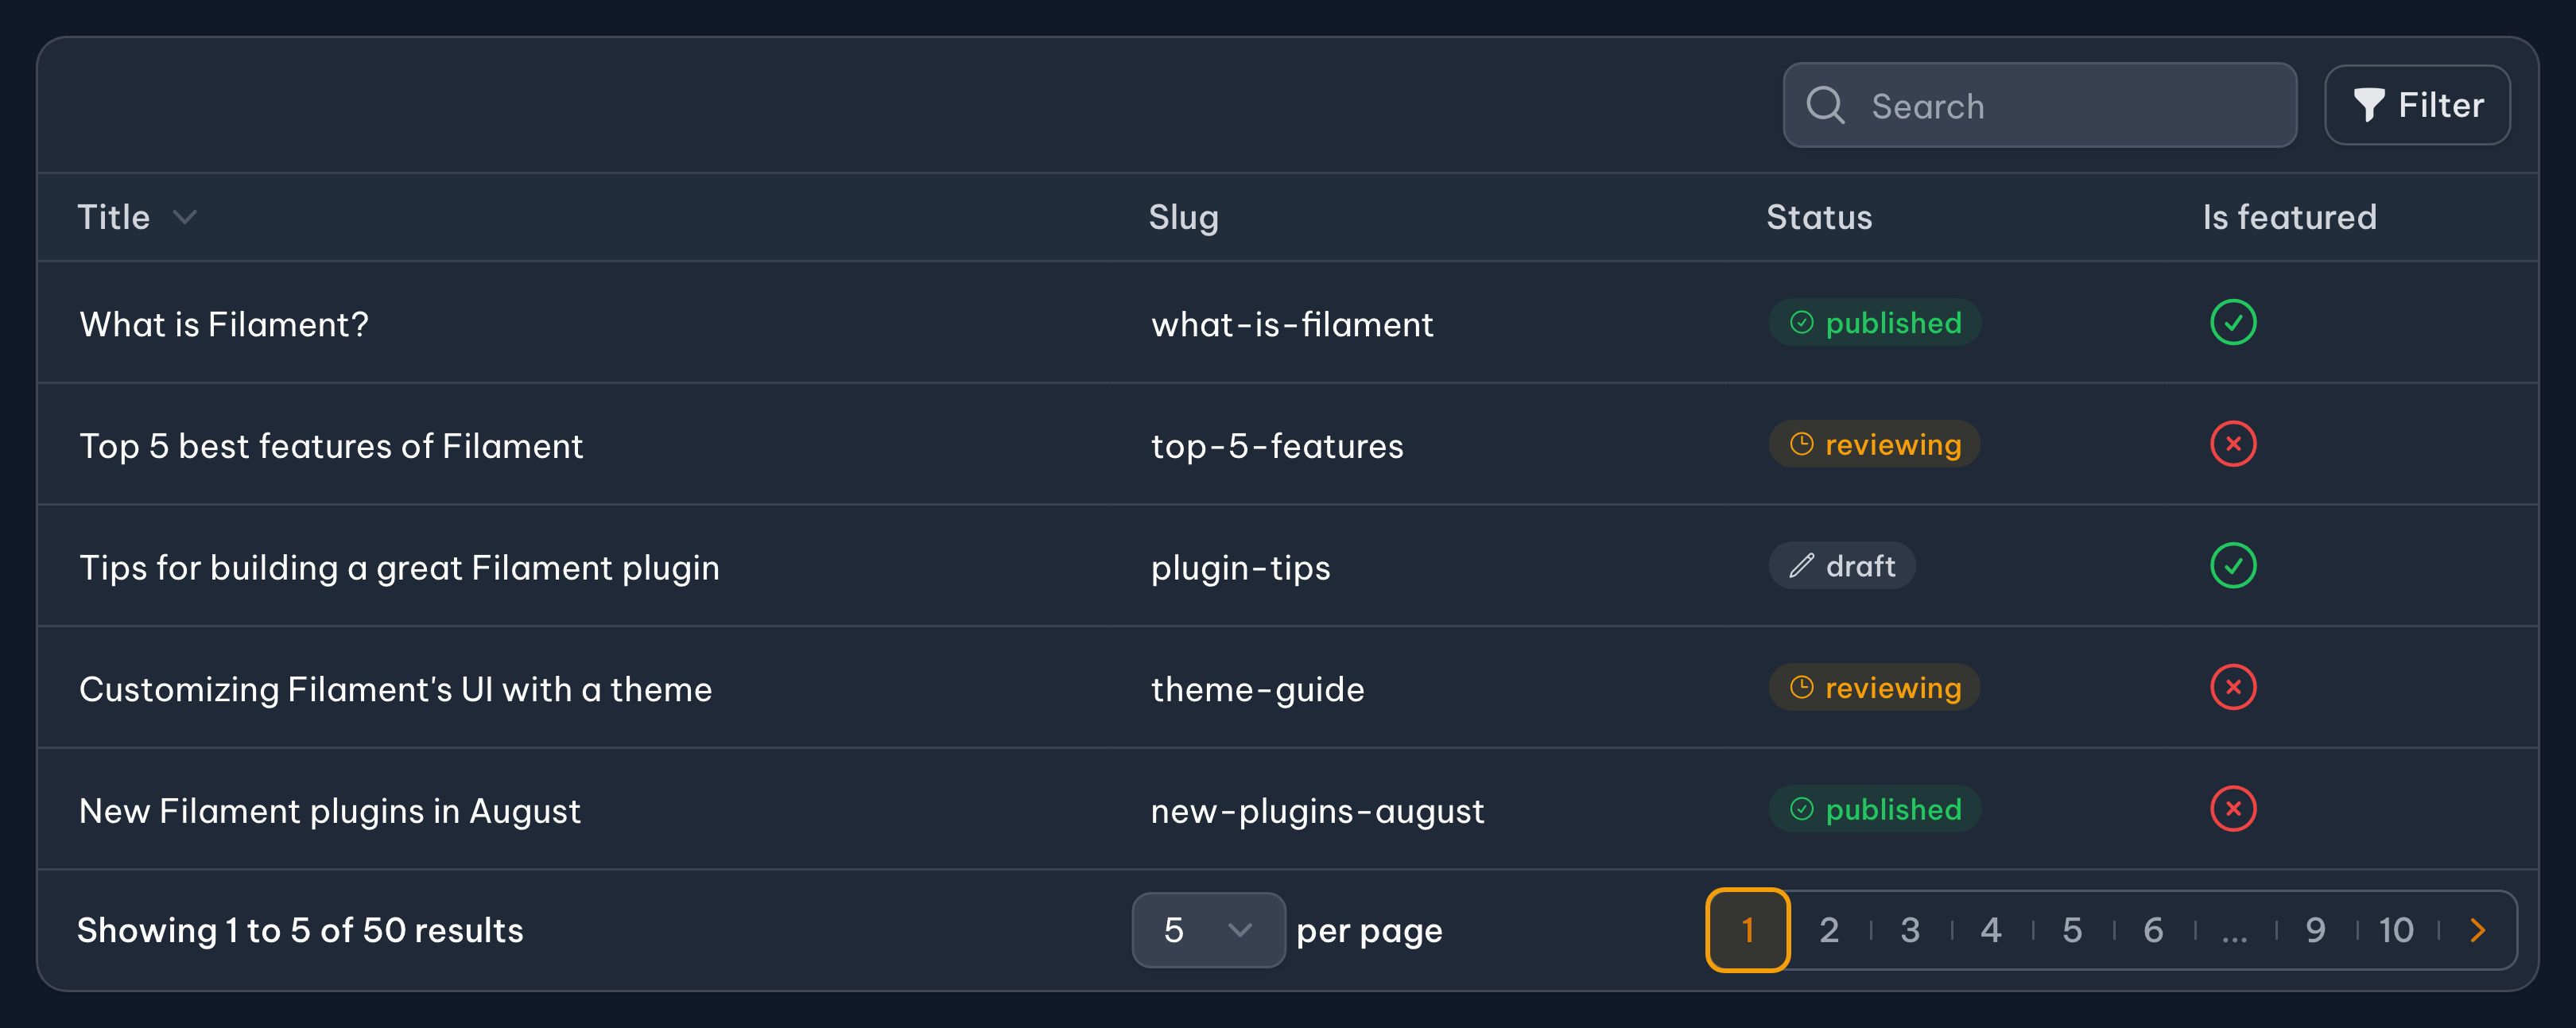 Search Filter
Title Slug Status Is featured
What is Filament? what-is-filament published
Top 5 best features of Filament top-5-features reviewing
Tips for building a great Filament plugin plugin-tips draft
Customizing Filament's UI with a theme theme-guide reviewing
New Filament plugins in August new-plugins-august published
Showing 1 to 5 of 50 results 5 per page 1 2 3 4 5 6 ... 9 10